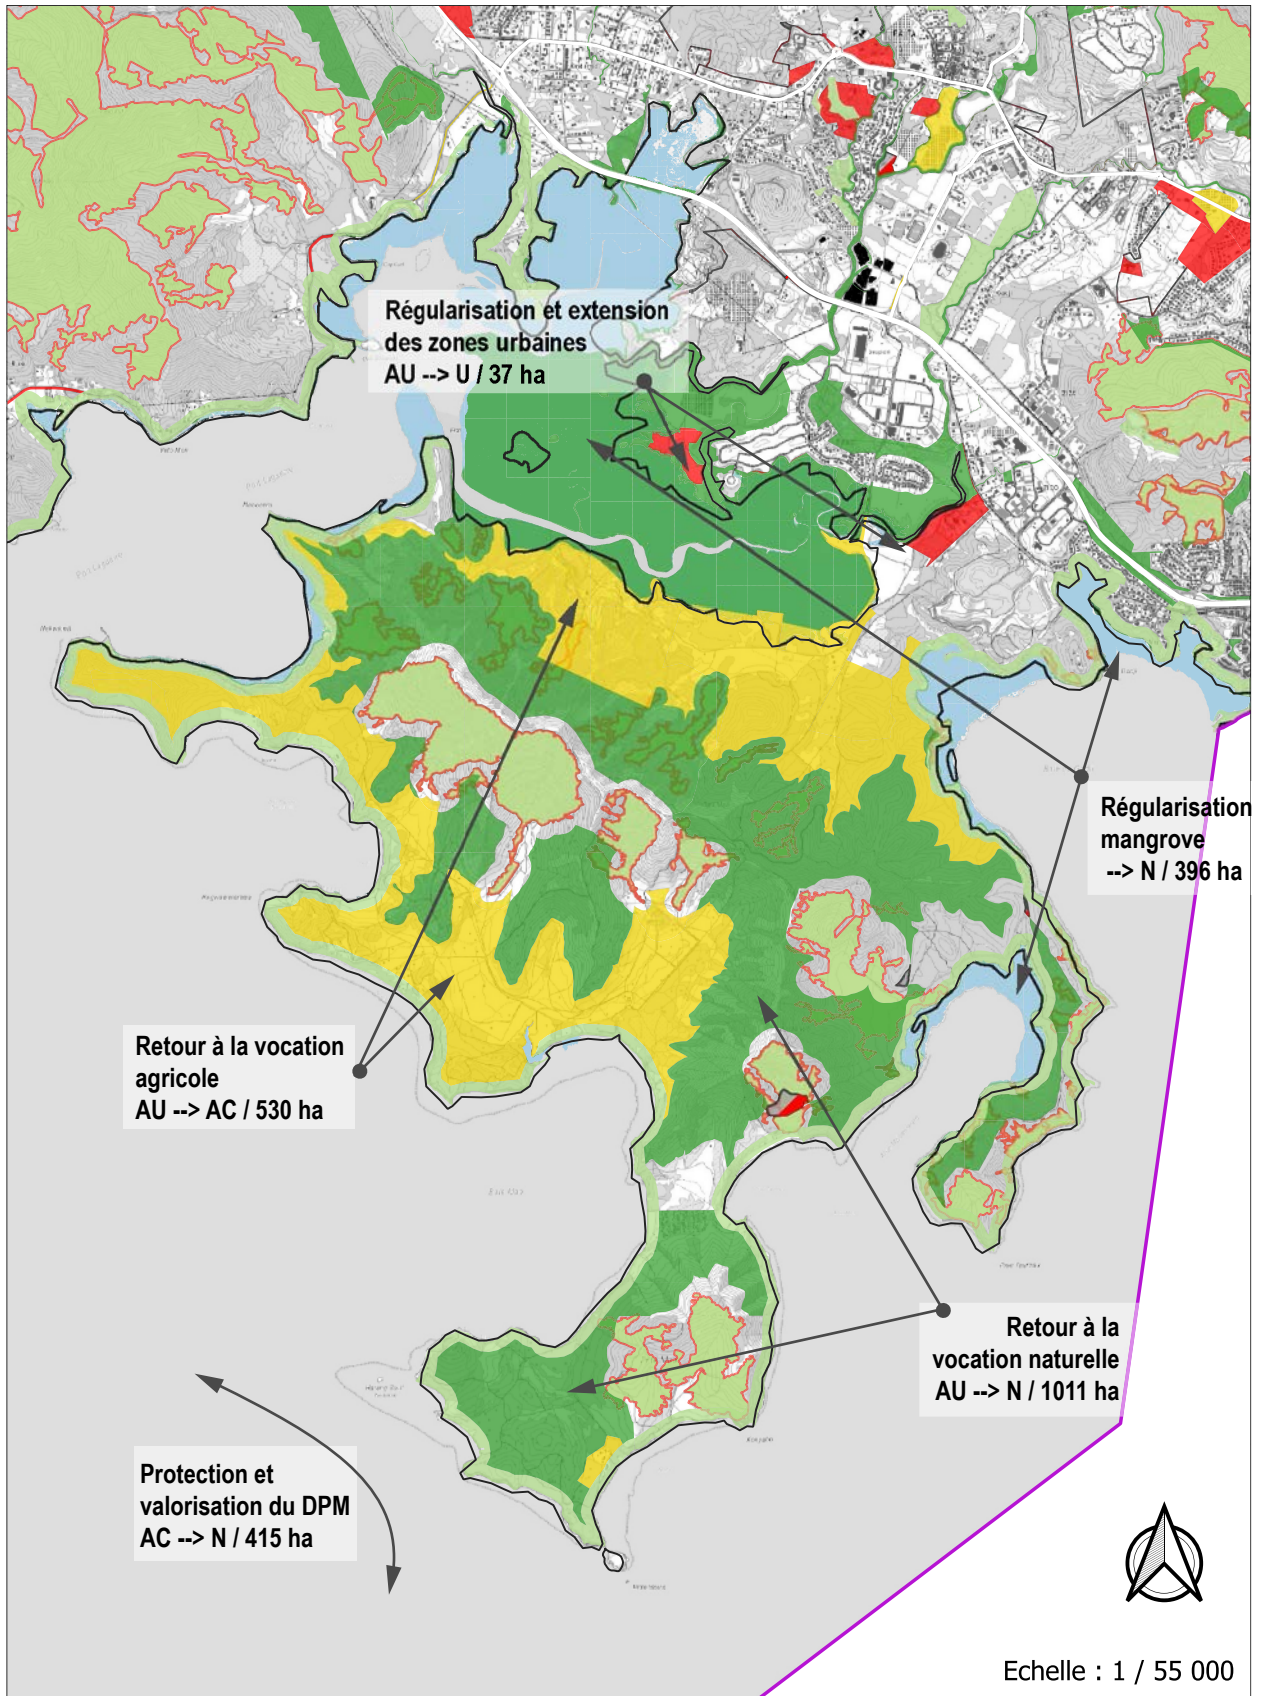 Régularisation et extension
des zones urbaines
AU --> U / 37 ha
Régularisation
mangrove
--> N / 396 ha
Retour à la vocation
agricole
AU --> AC / 530 ha
Retour à la
vocation naturelle
AU --> N / 1011 ha
Protection et
valorisation du DPM
AC --> N / 415 ha
Echelle : 1 / 55 000